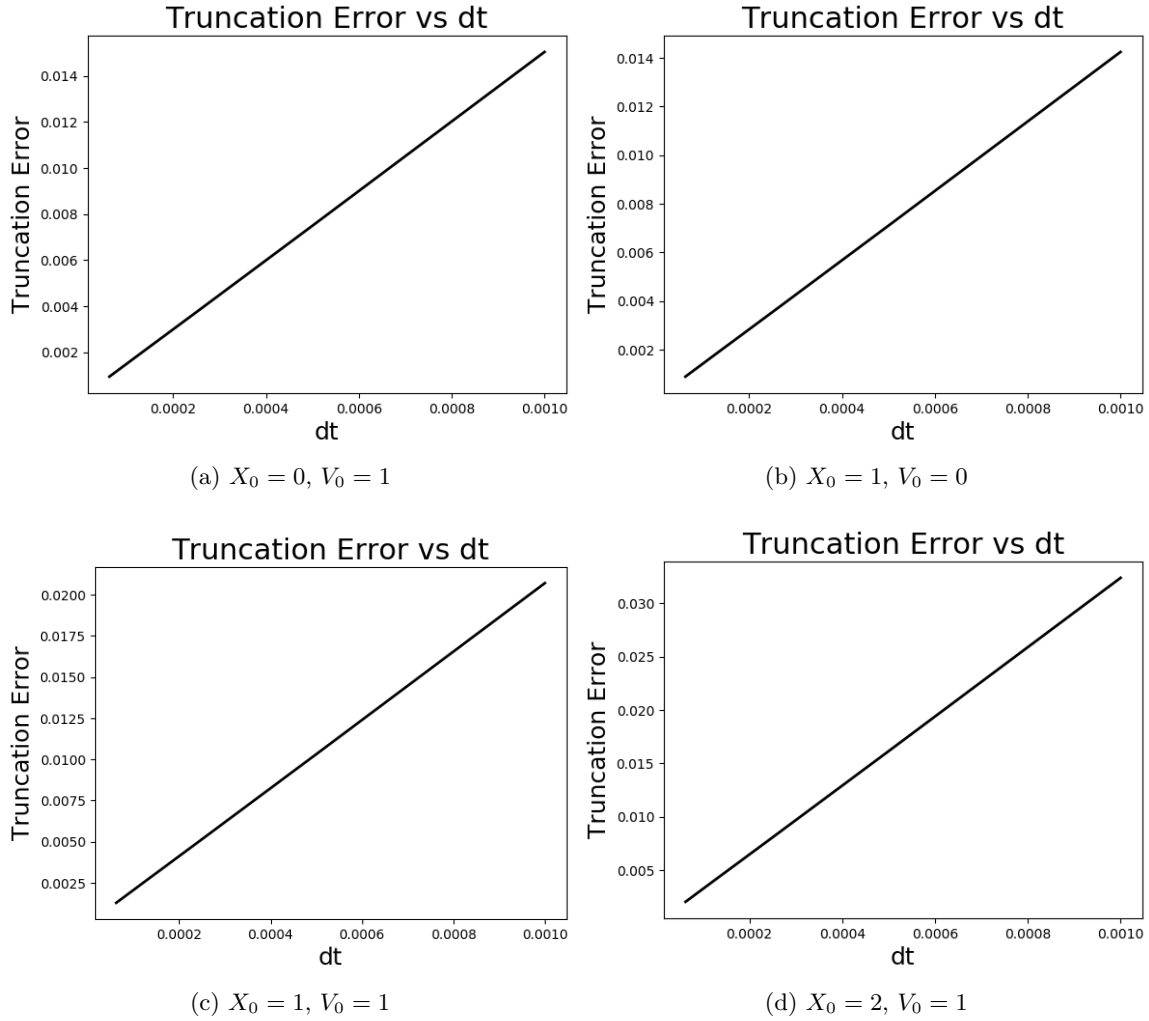 Truncation Error vs dt
Truncation Error
0.014
0.012
0.010
0.008
0.006
0.004
0.002
0.0002 0.0004 0.0006 0.0008 0.0010
dt
(a) X₀ = 0, V₀ = 1
Truncation Error vs dt
Truncation Error
0.014
0.012
0.010
0.008
0.006
0.004
0.002
0.0002 0.0004 0.0006 0.0008 0.0010
dt
(b) X₀ = 1, V₀ = 0
Truncation Error vs dt
Truncation Error
0.0200
0.0175
0.0150
0.0125
0.0100
0.0075
0.0050
0.0025
0.0002 0.0004 0.0006 0.0008 0.0010
dt
(c) X₀ = 1, V₀ = 1
Truncation Error vs dt
Truncation Error
0.030
0.025
0.020
0.015
0.010
0.005
0.0002 0.0004 0.0006 0.0008 0.0010
dt
(d) X₀ = 2, V₀ = 1